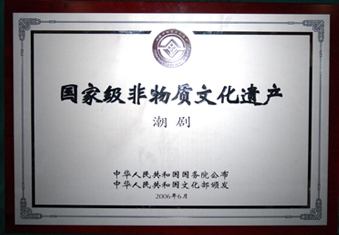 国家级非物质文化遗产
潮剧
中华人民共和国国务院公布
中华人民共和国文化部颁发
2006年6月